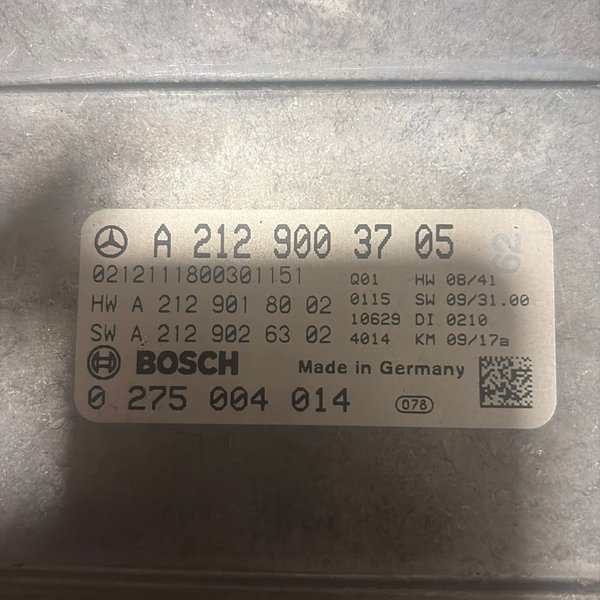 A 212 900 37 05
0212111800301151 Q01 HW 08/41
HW A 212 901 80 02 0115 SW 09/31.00
10629 DI 0210
SW A 212 902 63 02 4014 KM 09/17a
BOSCH Made in Germany
0 275 004 014 078
62